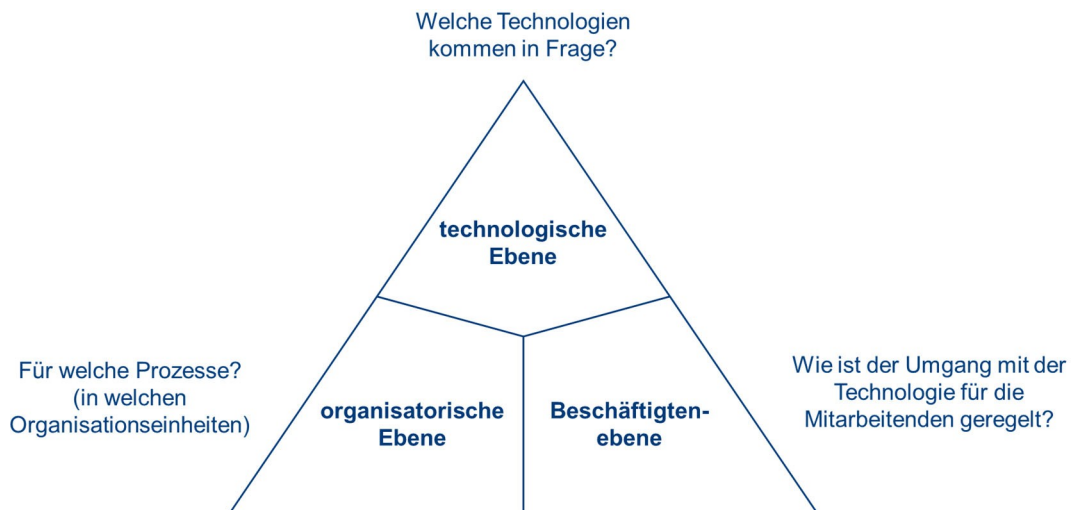 Welche Technologien
kommen in Frage?
technologische
Ebene
Für welche Prozesse?
(in welchen
Organisationseinheiten)
organisatorische
Ebene
Beschäftigten-
ebene
Wie ist der Umgang mit der
Technologie für die
Mitarbeitenden geregelt?